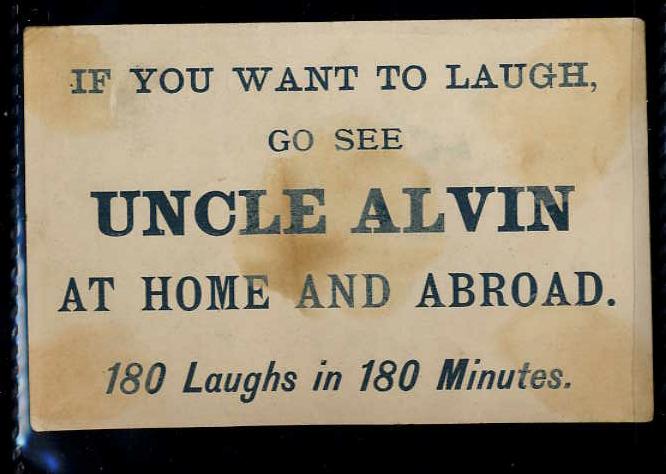 IF YOU WANT TO LAUGH,
GO SEE
UNCLE ALVIN
AT HOME AND ABROAD.
180 Laughs in 180 Minutes.